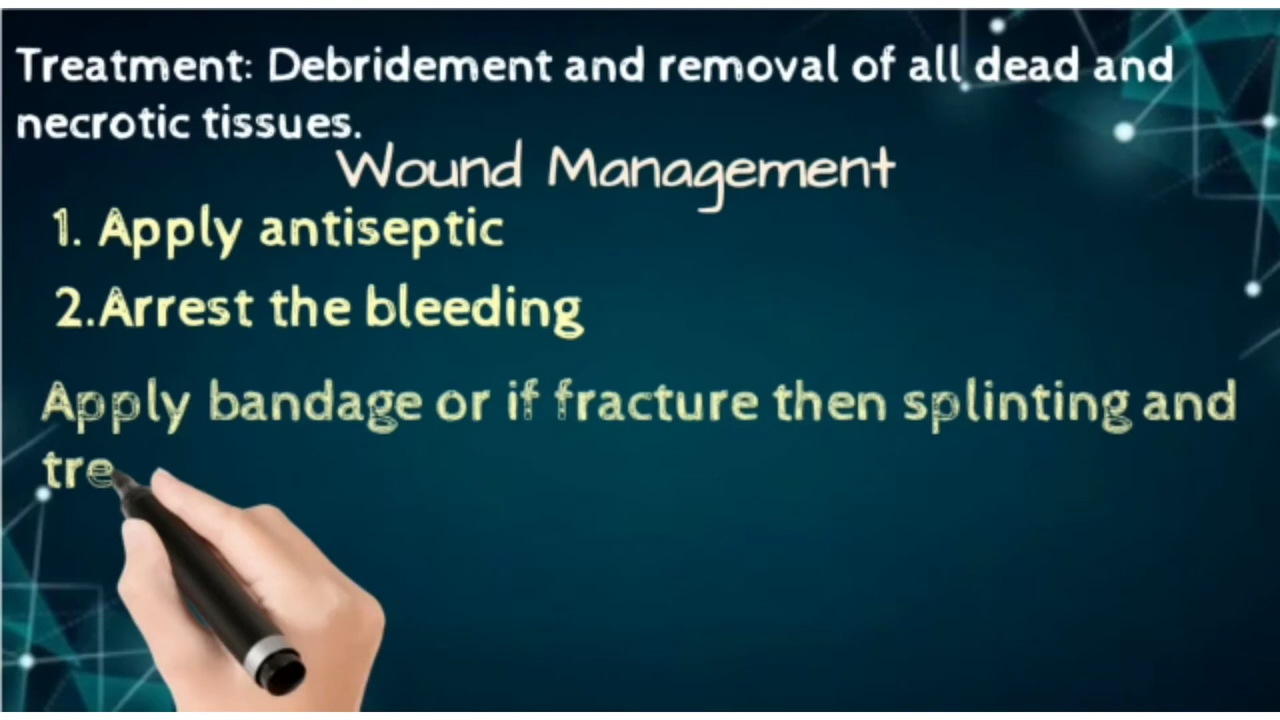 Treatment: Debridement and removal of all dead and
necrotic tissues.
Wound Management
1. Apply antiseptic
2.Arrest the bleeding
Apply bandage or if fracture then splinting and
tre